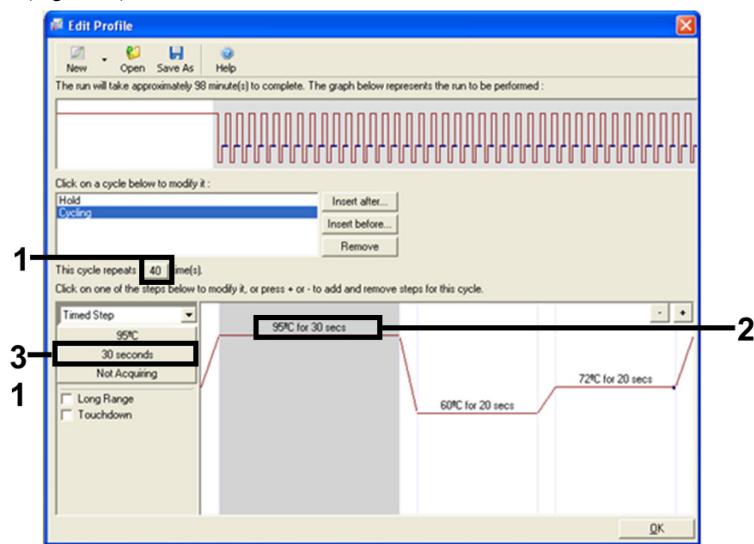 Edit Profile
New Open Save As Help
The run will take approximately 98 minute(s) to complete. The graph below represents the run to be performed :
Click on a cycle below to modify it :
Hold
Cycling
Insert after...
Insert before...
Remove
1
This cycle repeats 40 time(s).
Click on one of the steps below to modify it, or press + or - to add and remove steps for this cycle.
Timed Step
- +
95ºC
95ºC for 30 secs
2
3
30 seconds
Not Acquiring
72ºC for 20 secs
1
Long Range
60ºC for 20 secs
Touchdown
OK